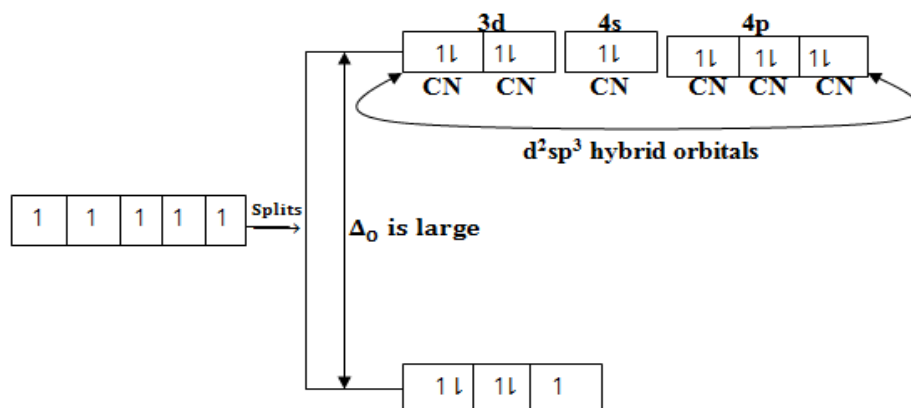 3d 4s 4p
1⇂ 1⇂ 1⇂ 1⇂ 1⇂ 1⇂
CN CN CN CN CN CN
d²sp³ hybrid orbitals
1 1 1 1 1 Splits
Δ₀ is large
1⇂ 1⇂ 1